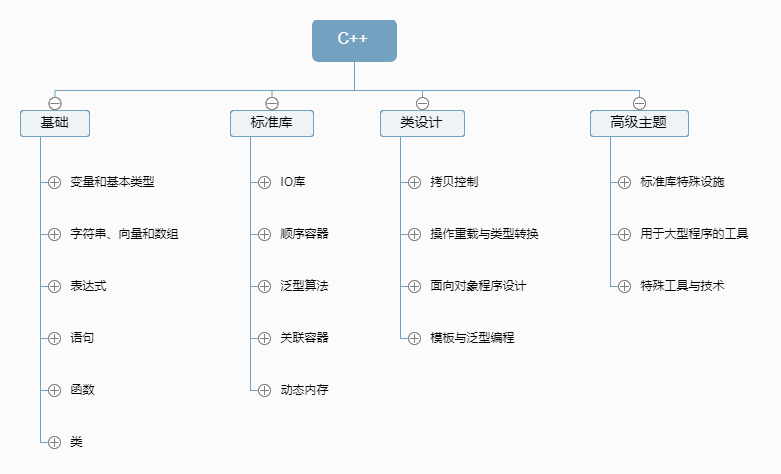 C++
基础
标准库
类设计
高级主题
变量和基本类型
IO库
拷贝控制
标准库特殊设施
字符串、向量和数组
顺序容器
操作重载与类型转换
用于大型程序的工具
表达式
泛型算法
面向对象程序设计
特殊工具与技术
语句
关联容器
模板与泛型编程
函数
动态内存
类